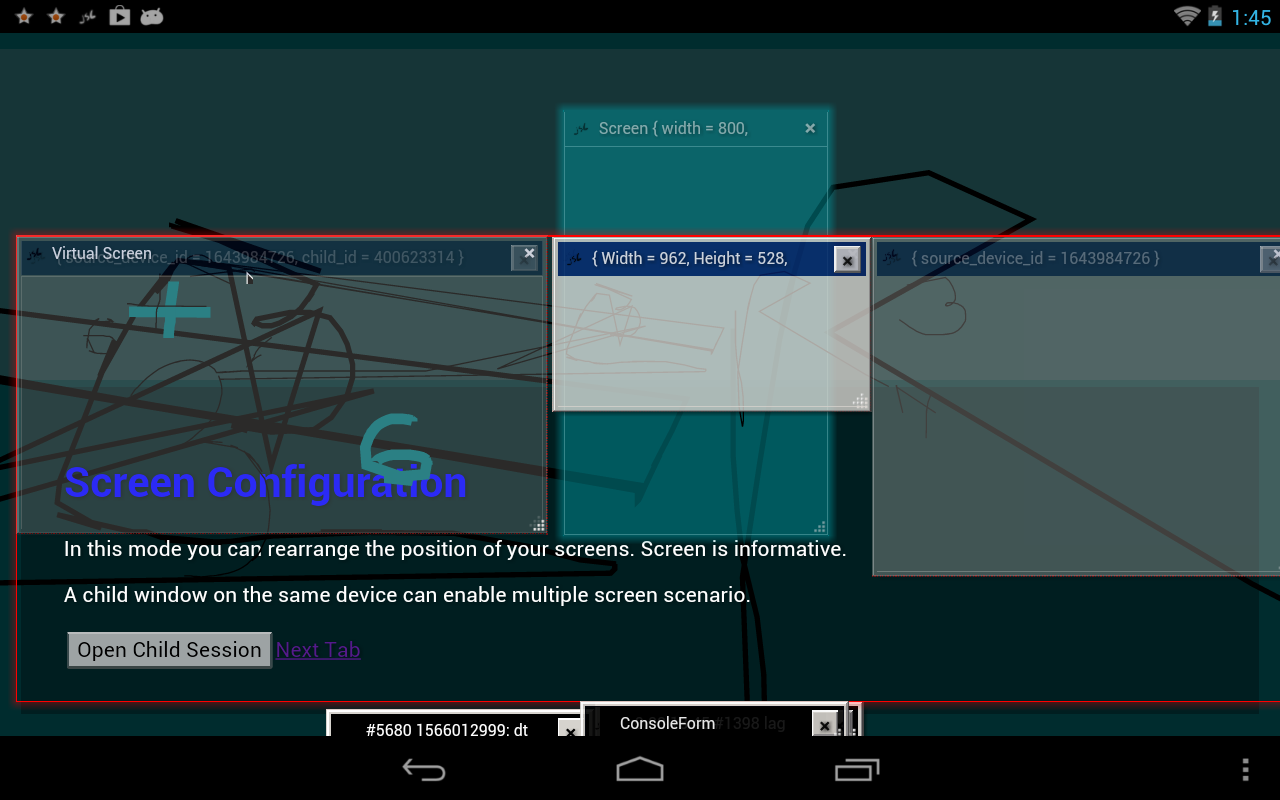 1:45
Screen { width = 800,
Virtual Screen
{ source_device_id = 1643984726, child_id = 400623314 }
{ Width = 962, Height = 528,
{ source_device_id = 1643984726 }
Screen Configuration
In this mode you can rearrange the position of your screens. Screen is informative.
A child window on the same device can enable multiple screen scenario.
Open Child Session Next Tab
#5680 1566012999: dt
ConsoleForm
#1398 lag